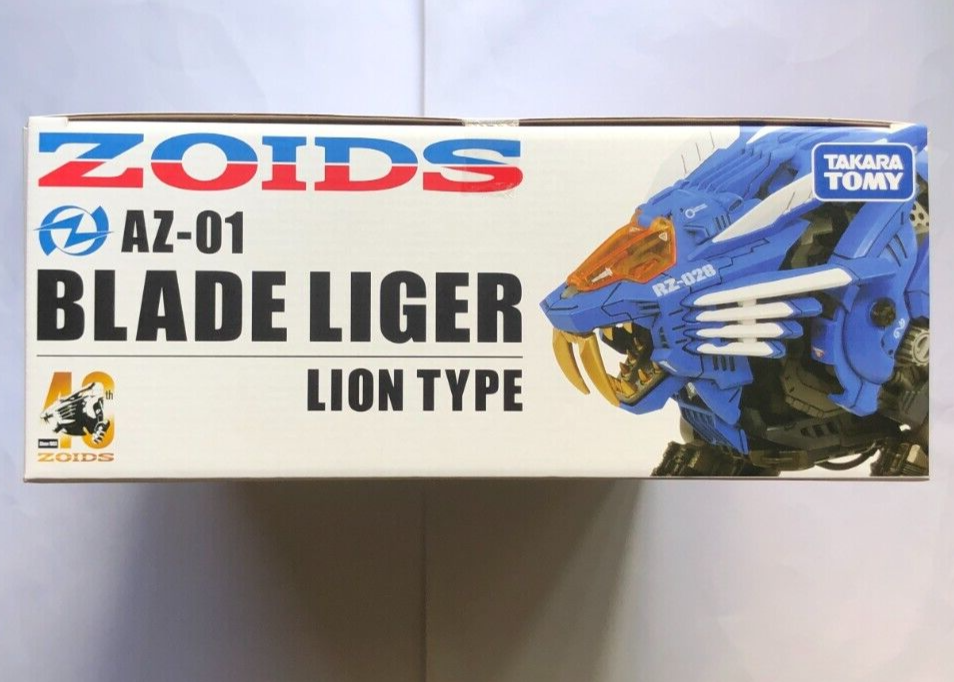 ZOIDS
AZ-01
BLADE LIGER
LION TYPE
40th
ZOIDS
RZ-028
TAKARA
TOMY